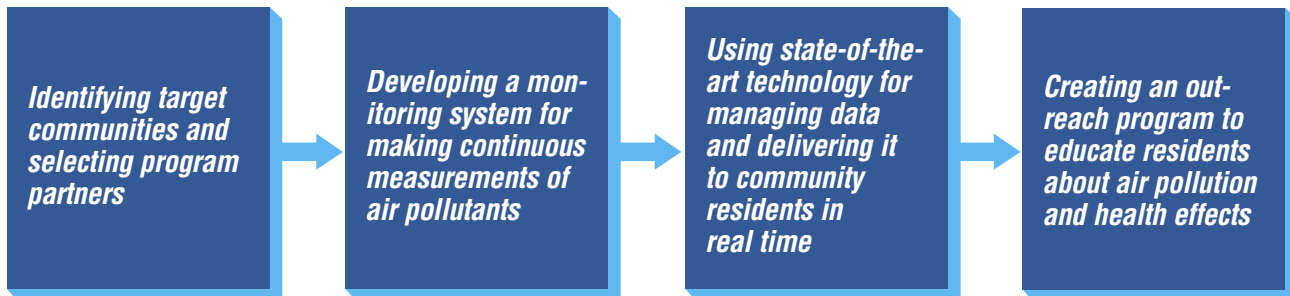 Identifying target
communities and
selecting program
partners
Developing a mon-
itoring system for
making continuous
measurements of
air pollutants
Using state-of-the-
art technology for
managing data
and delivering it
to community
residents in
real time
Creating an out-
reach program to
educate residents
about air pollution
and health effects